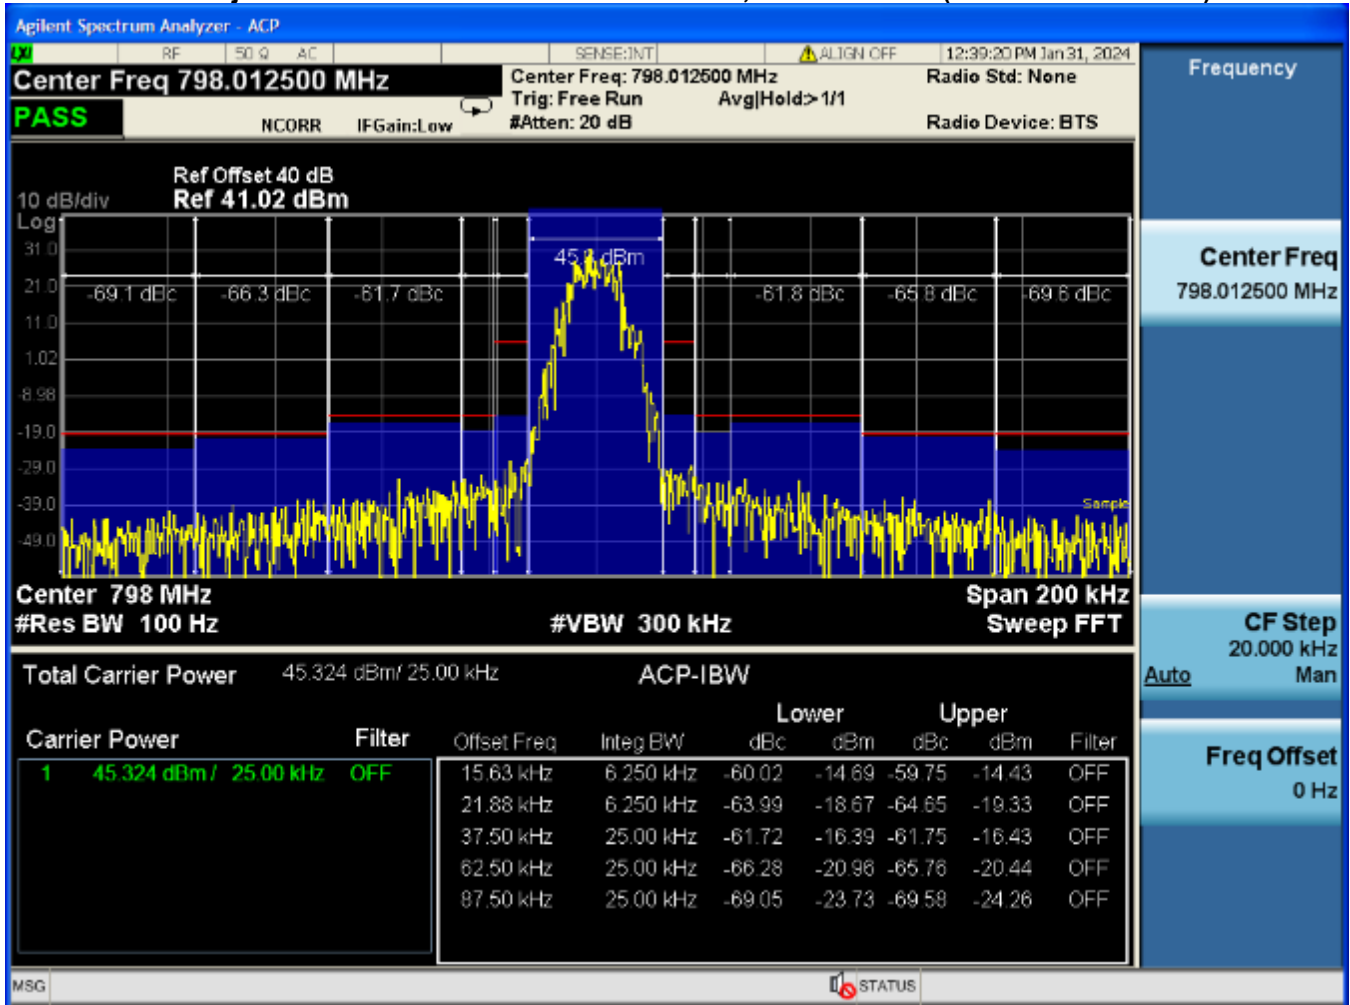 Agilent Spectrum Analyzer - ACP
LXI RF 50 Ω AC SENSE:INT ALIGN OFF 12:39:20 PM Jan 31, 2024
Center Freq 798.012500 MHz
Center Freq: 798.012500 MHz Radio Std: None
Trig: Free Run Avg|Hold:>1/1
PASS NCORR IFGain:Low #Atten: 20 dB Radio Device: BTS
Frequency
Ref Offset 40 dB
10 dB/div Ref 41.02 dBm
Log
31.0
45.3 dBm
21.0
-69.1 dBc -66.3 dBc -61.7 dBc -61.8 dBc -65.8 dBc -69.6 dBc
11.0
1.02
-8.98
-19.0
-29.0
-39.0
Sample
-49.0
Center 798 MHz Span 200 kHz
#Res BW 100 Hz #VBW 300 kHz Sweep FFT
Center Freq
798.012500 MHz
CF Step
20.000 kHz
Auto Man
Freq Offset
0 Hz
Total Carrier Power 45.324 dBm/ 25.00 kHz ACP-IBW
Lower Upper
Carrier Power Filter Offset Freq Integ BW dBc dBm dBc dBm Filter
1 45.324 dBm / 25.00 kHz OFF 15.63 kHz 6.250 kHz -60.02 -14.69 -59.75 -14.43 OFF
21.88 kHz 6.250 kHz -63.99 -18.67 -64.65 -19.33 OFF
37.50 kHz 25.00 kHz -61.72 -16.39 -61.75 -16.43 OFF
62.50 kHz 25.00 kHz -66.28 -20.96 -65.76 -20.44 OFF
87.50 kHz 25.00 kHz -69.05 -23.73 -69.58 -24.26 OFF
MSG STATUS